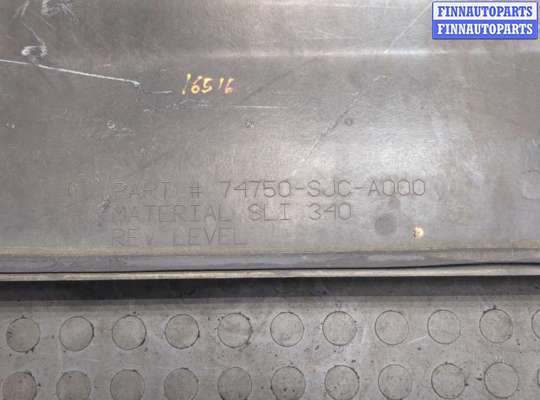 FINNAUTOPARTS
FINNAUTOPARTS
16516
PART # 74750-SJC-A000
MATERIAL SLI 340
REV LEVEL